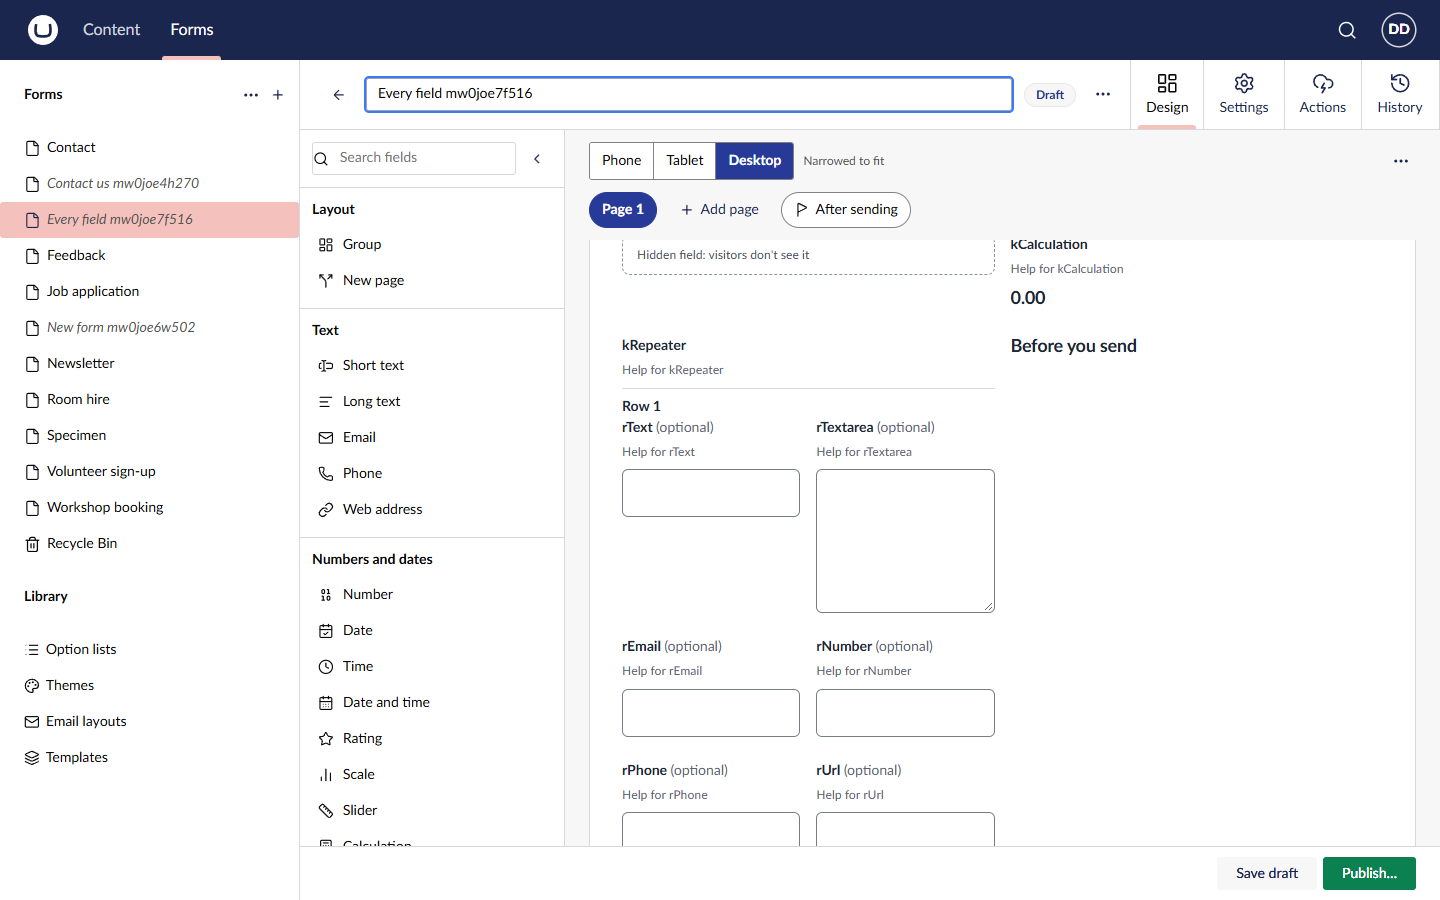 Content
Forms
DD
Forms
Contact
Contact us mw0joe4h270
Every field mw0joe7f516
Feedback
Job application
New form mw0joe6w502
Newsletter
Room hire
Specimen
Volunteer sign-up
Workshop booking
Recycle Bin
Library
Option lists
Themes
Email layouts
Templates
Every field mw0joe7f516
Draft
Design
Settings
Actions
History
Search fields
Layout
Group
New page
Text
Short text
Long text
Email
Phone
Web address
Numbers and dates
Number
Date
Time
Date and time
Rating
Scale
Slider
Calculation
Phone
Tablet
Desktop
Narrowed to fit
Page 1
Add page
After sending
Hidden field: visitors don't see it
kCalculation
Help for kCalculation
0.00
kRepeater
Help for kRepeater
Before you send
Row 1
rText (optional)
Help for rText
rTextarea (optional)
Help for rTextarea
rEmail (optional)
Help for rEmail
rNumber (optional)
Help for rNumber
rPhone (optional)
Help for rPhone
rUrl (optional)
Help for rUrl
Save draft
Publish...